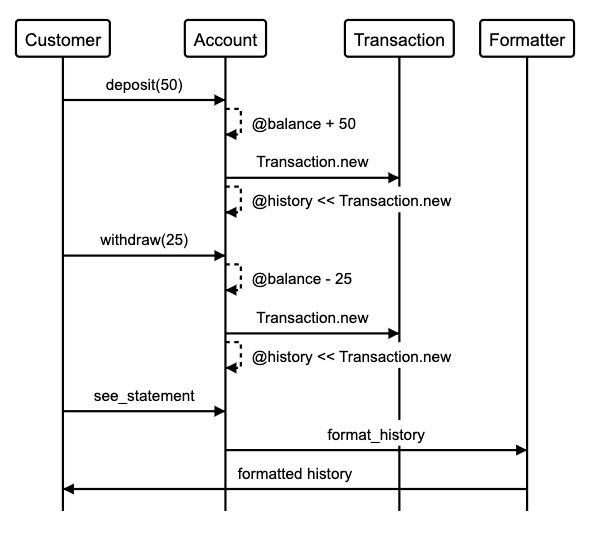 Customer
Account
Transaction
Formatter
deposit(50)
@balance + 50
Transaction.new
@history << Transaction.new
withdraw(25)
@balance - 25
Transaction.new
@history << Transaction.new
see_statement
format_history
formatted history